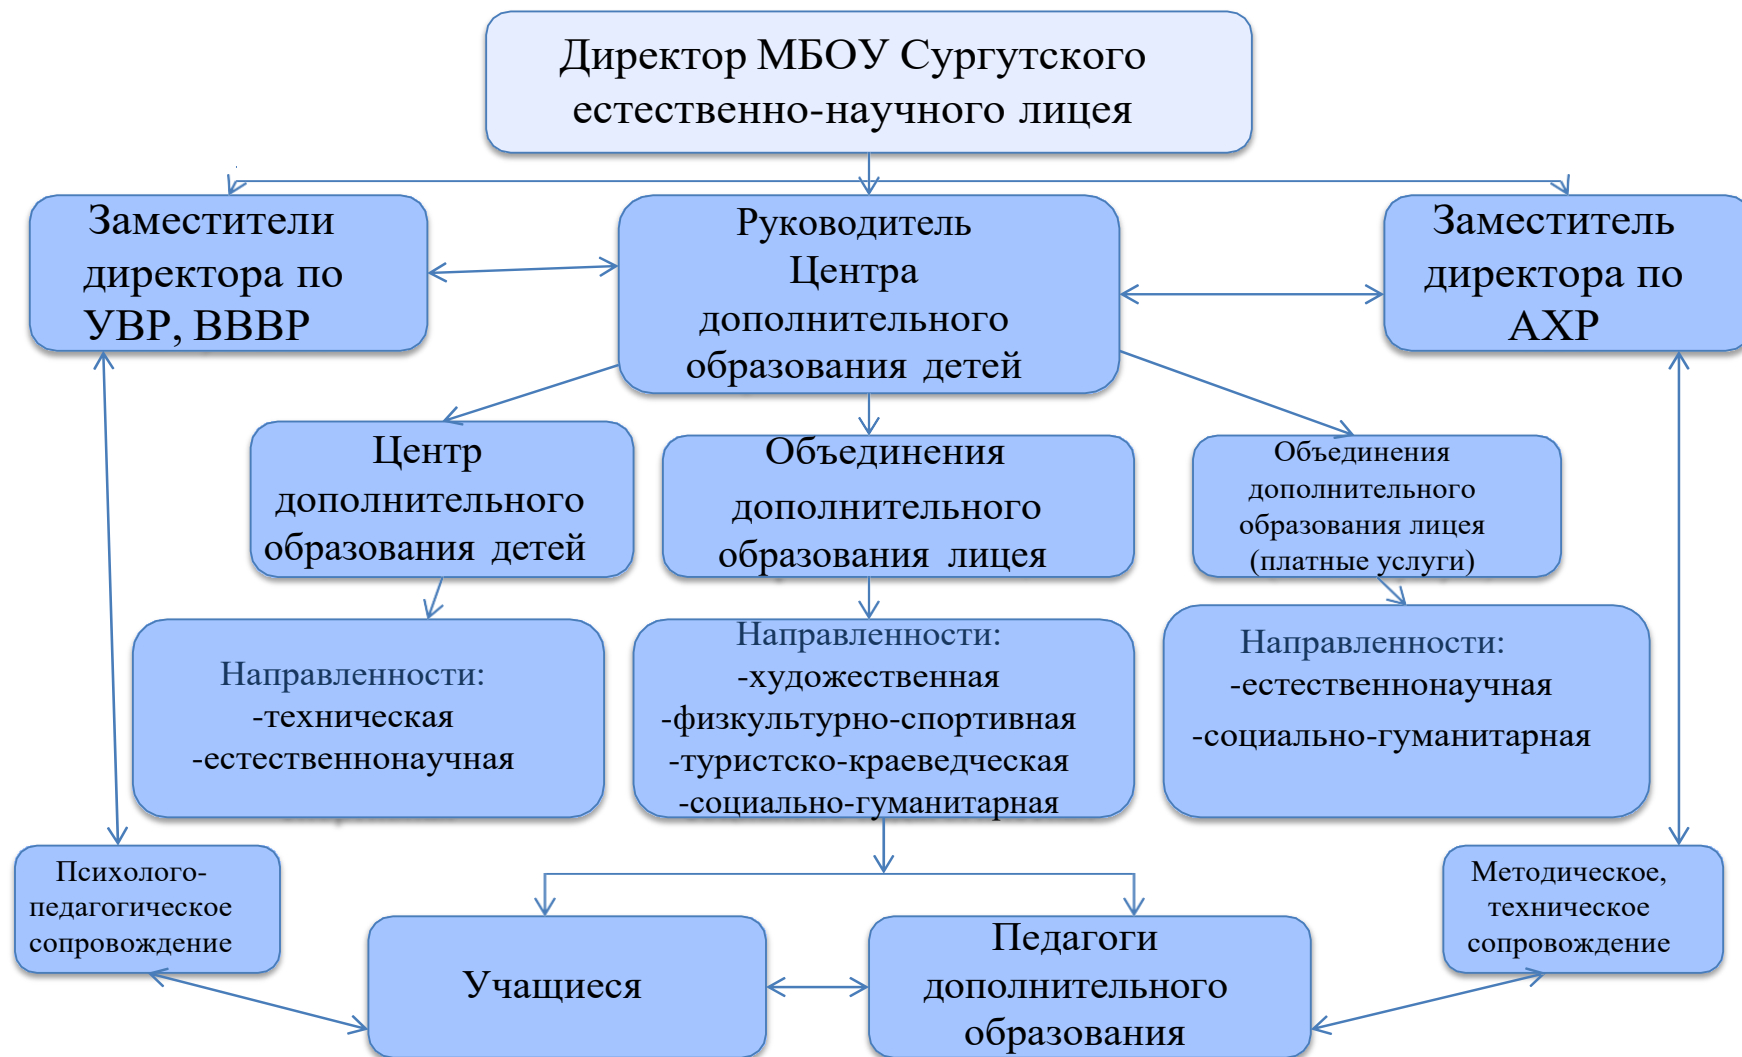 Директор МБОУ Сургутского
естественно-научного лицея
Заместители
директора по
УВР, ВВВР
Руководитель
Центра
дополнительного
образования детей
Заместитель
директора по
АХР
Центр
дополнительного
образования детей
Объединения
дополнительного
образования лицея
Объединения
дополнительного
образования лицея
(платные услуги)
Направленности:
-техническая
-естественнонаучная
Направленности:
-художественная
-физкультурно-спортивная
-туристско-краеведческая
-социально-гуманитарная
Направленности:
-естественнонаучная
-социально-гуманитарная
Психолого-
педагогическое
сопровождение
Учащиеся
Педагоги
дополнительного
образования
Методическое,
техническое
сопровождение